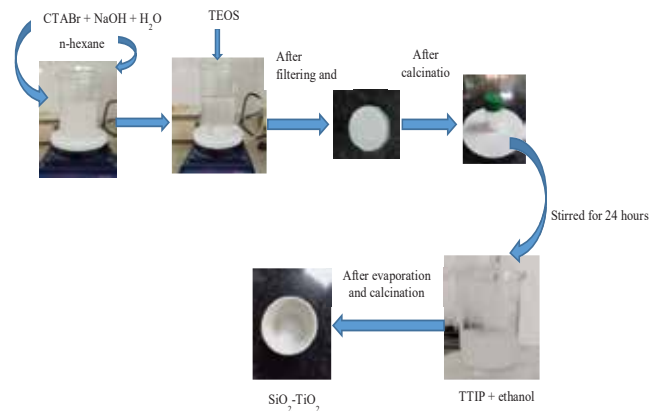 CTABr + NaOH + H2O
n-hexane
TEOS
After
filtering and
After
calcinatio
Stirred for 24 hours
After evaporation
and calcination
TTIP + ethanol
SiO2-TiO2